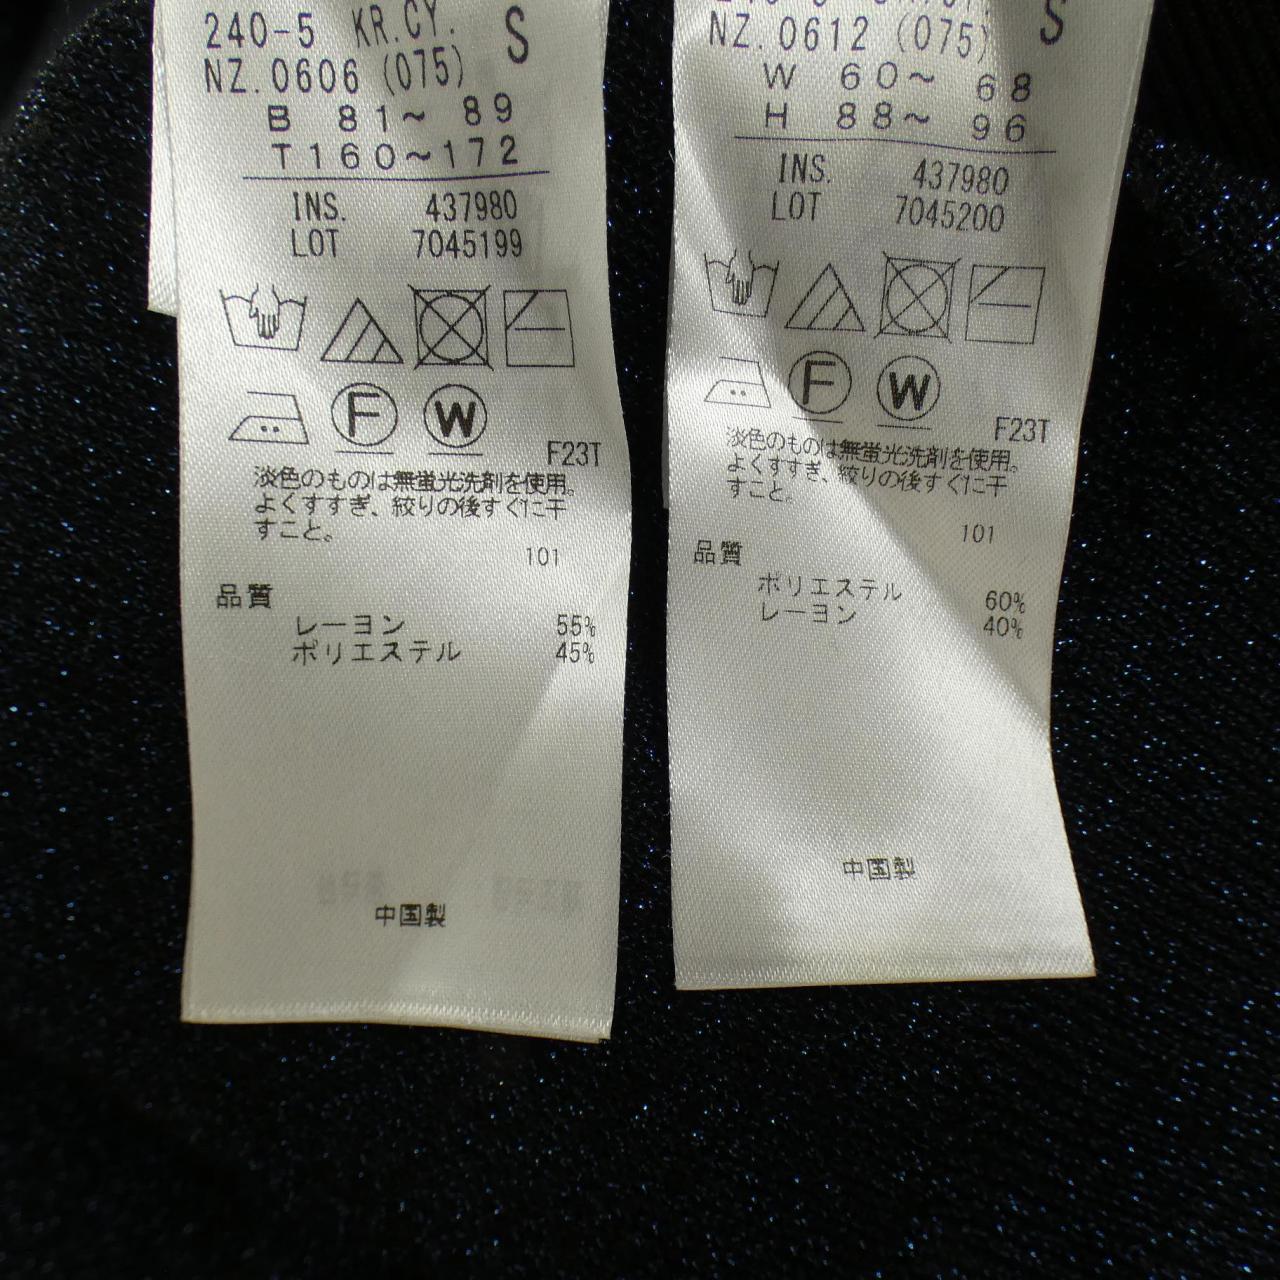 240-5 KR.CY. S
NZ.0606 (075)
B 81~ 89
T160~172
INS. 437980
LOT 7045199
F
W
F23T
淡色のものは無蛍光洗剤を使用。
よくすすぎ、絞りの後すぐに干
すこと。
101
品質
レーヨン 55%
ポリエステル 45%
中国製
S
NZ.0612 (075)
W 60~ 68
H 88~ 96
INS. 437980
LOT 7045200
F
W
F23T
淡色のものは無蛍光洗剤を使用。
よくすすぎ、絞りの後すぐに干
すこと。
101
品質
ポリエステル 60%
レーヨン 40%
中国製